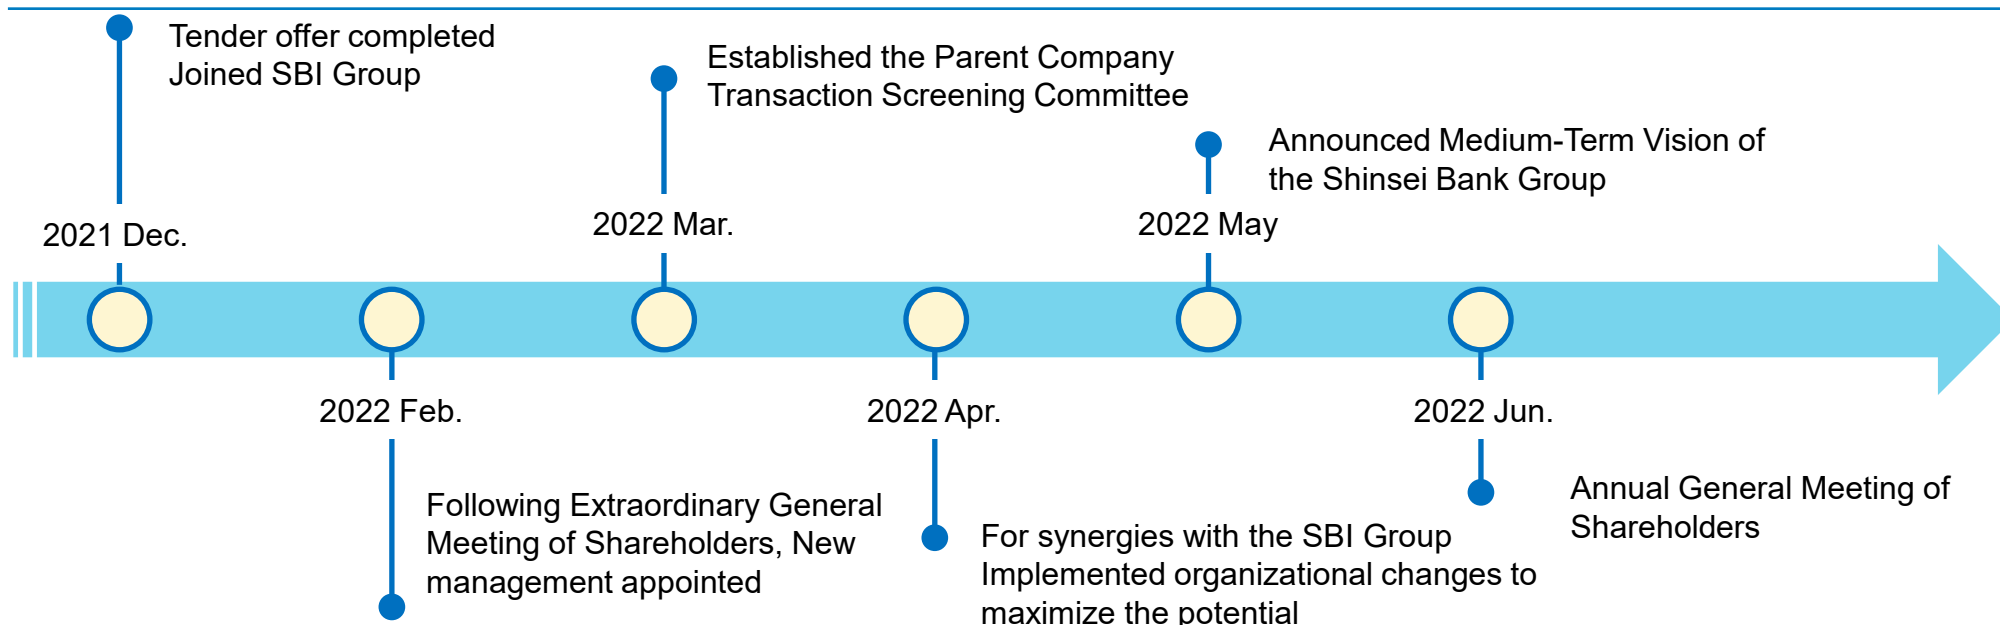 Tender offer completed
Joined SBI Group
Established the Parent Company
Transaction Screening Committee
Announced Medium-Term Vision of
the Shinsei Bank Group
2021 Dec.
2022 Mar.
2022 May
2022 Feb.
2022 Apr.
2022 Jun.
Following Extraordinary General
Meeting of Shareholders, New
management appointed
For synergies with the SBI Group
Implemented organizational changes to
maximize the potential
Annual General Meeting of
Shareholders